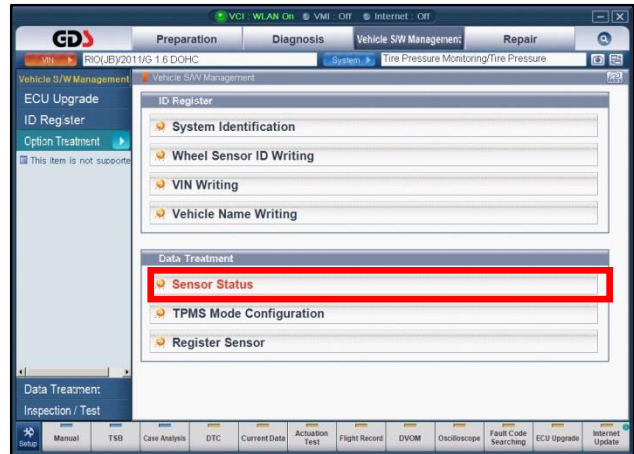 VCI : WLAN On VMI : Off Internet : Off
GDS Preparation Diagnosis Vehicle S/W Management Repair
VIN RIO(JB)/2011/G 1.6 DOHC System Tire Pressure Monitoring/Tire Pressure
Vehicle S/W Management
Vehicle S/W Management
ECU Upgrade
ID Register
Option Treatment
This item is not supporte
ID Register
System Identification
Wheel Sensor ID Writing
VIN Writing
Vehicle Name Writing
Data Treatment
Sensor Status
TPMS Mode Configuration
Register Sensor
Data Treatment
Inspection / Test
Setup Manual TSB Case Analysis DTC Current Data Actuation Test Flight Record DVOM Oscilloscope Fault Code Searching ECU Upgrade Internet Update